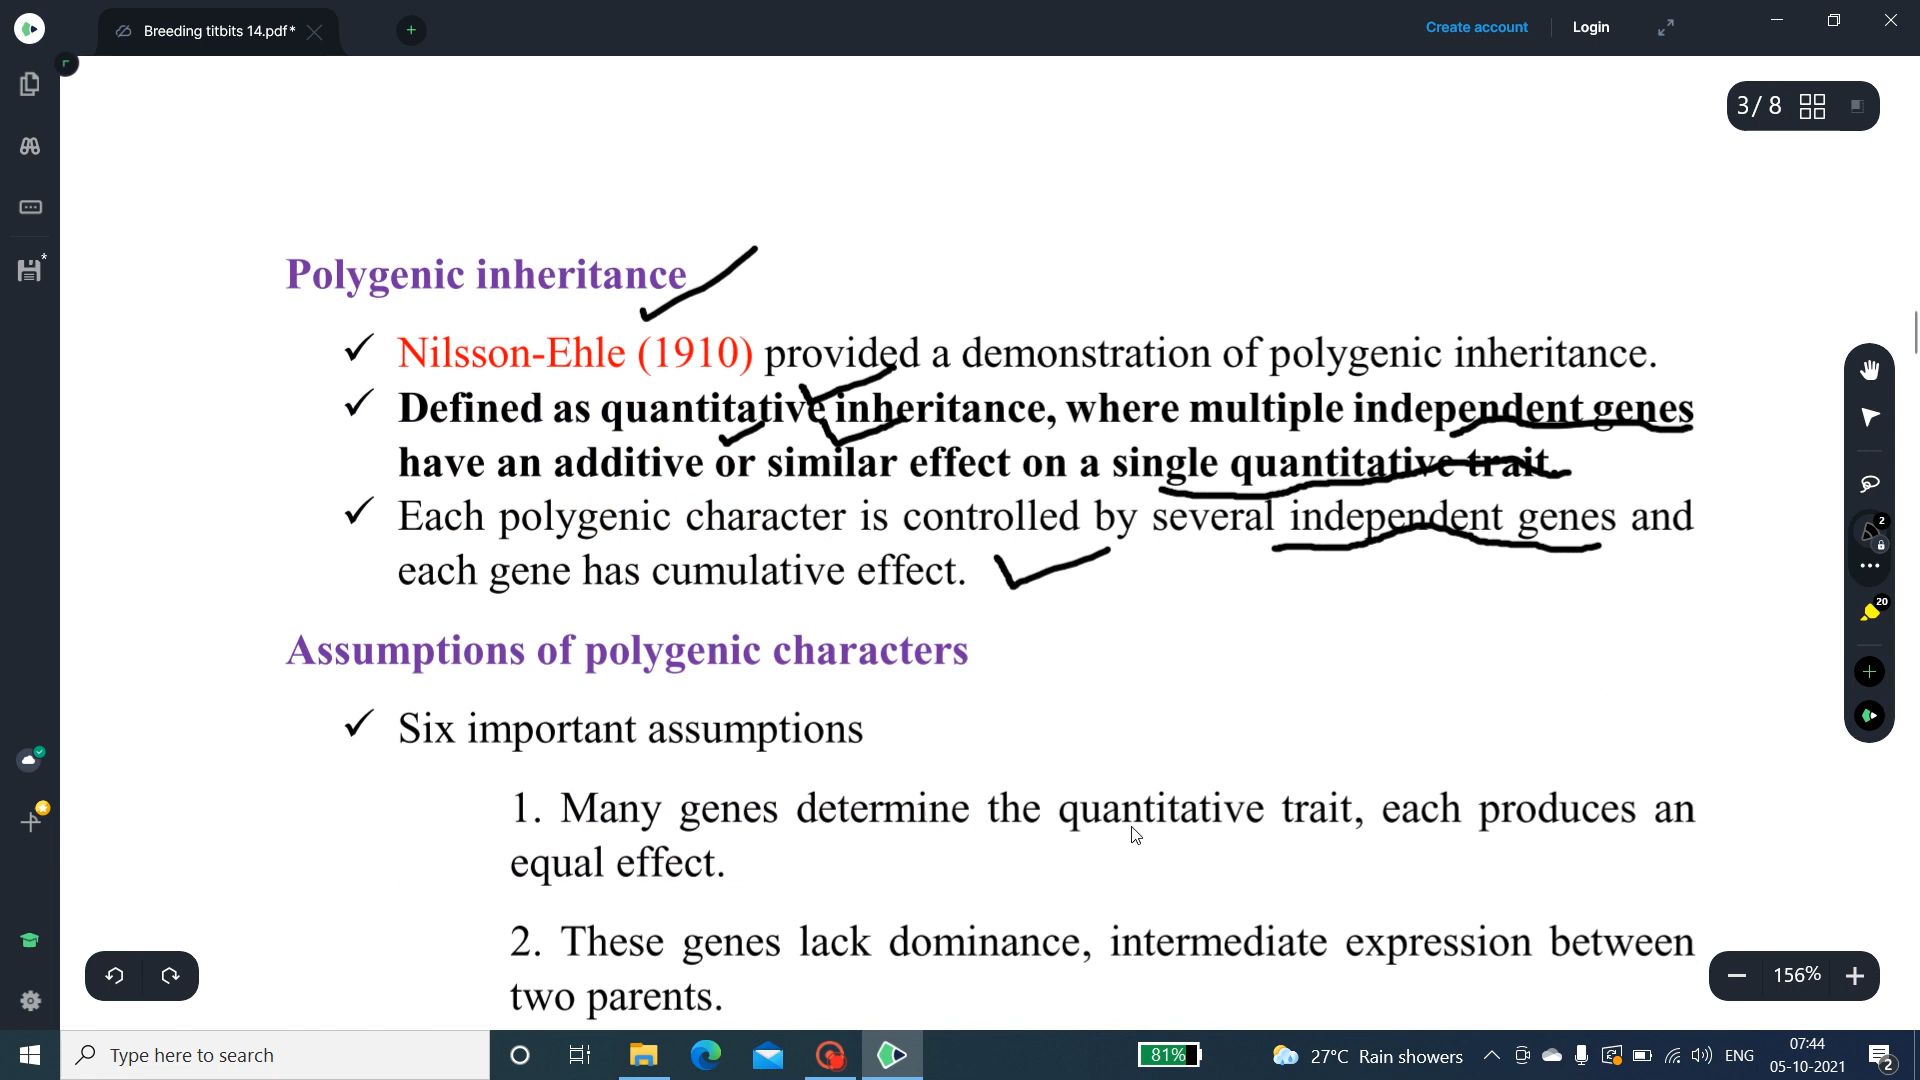 Breeding titbits 14.pdf*
Create account
Login
3/ 8
Polygenic inheritance
✓ Nilsson-Ehle (1910) provided a demonstration of polygenic inheritance.
✓ Defined as quantitative inheritance, where multiple independent genes
have an additive or similar effect on a single quantitative trait.
✓ Each polygenic character is controlled by several independent genes and
each gene has cumulative effect.
Assumptions of polygenic characters
✓ Six important assumptions
1. Many genes determine the quantitative trait, each produces an
equal effect.
2. These genes lack dominance, intermediate expression between
two parents.
2
20
156%
Type here to search
81%
27°C Rain showers
ENG
07:44
05-10-2021
2